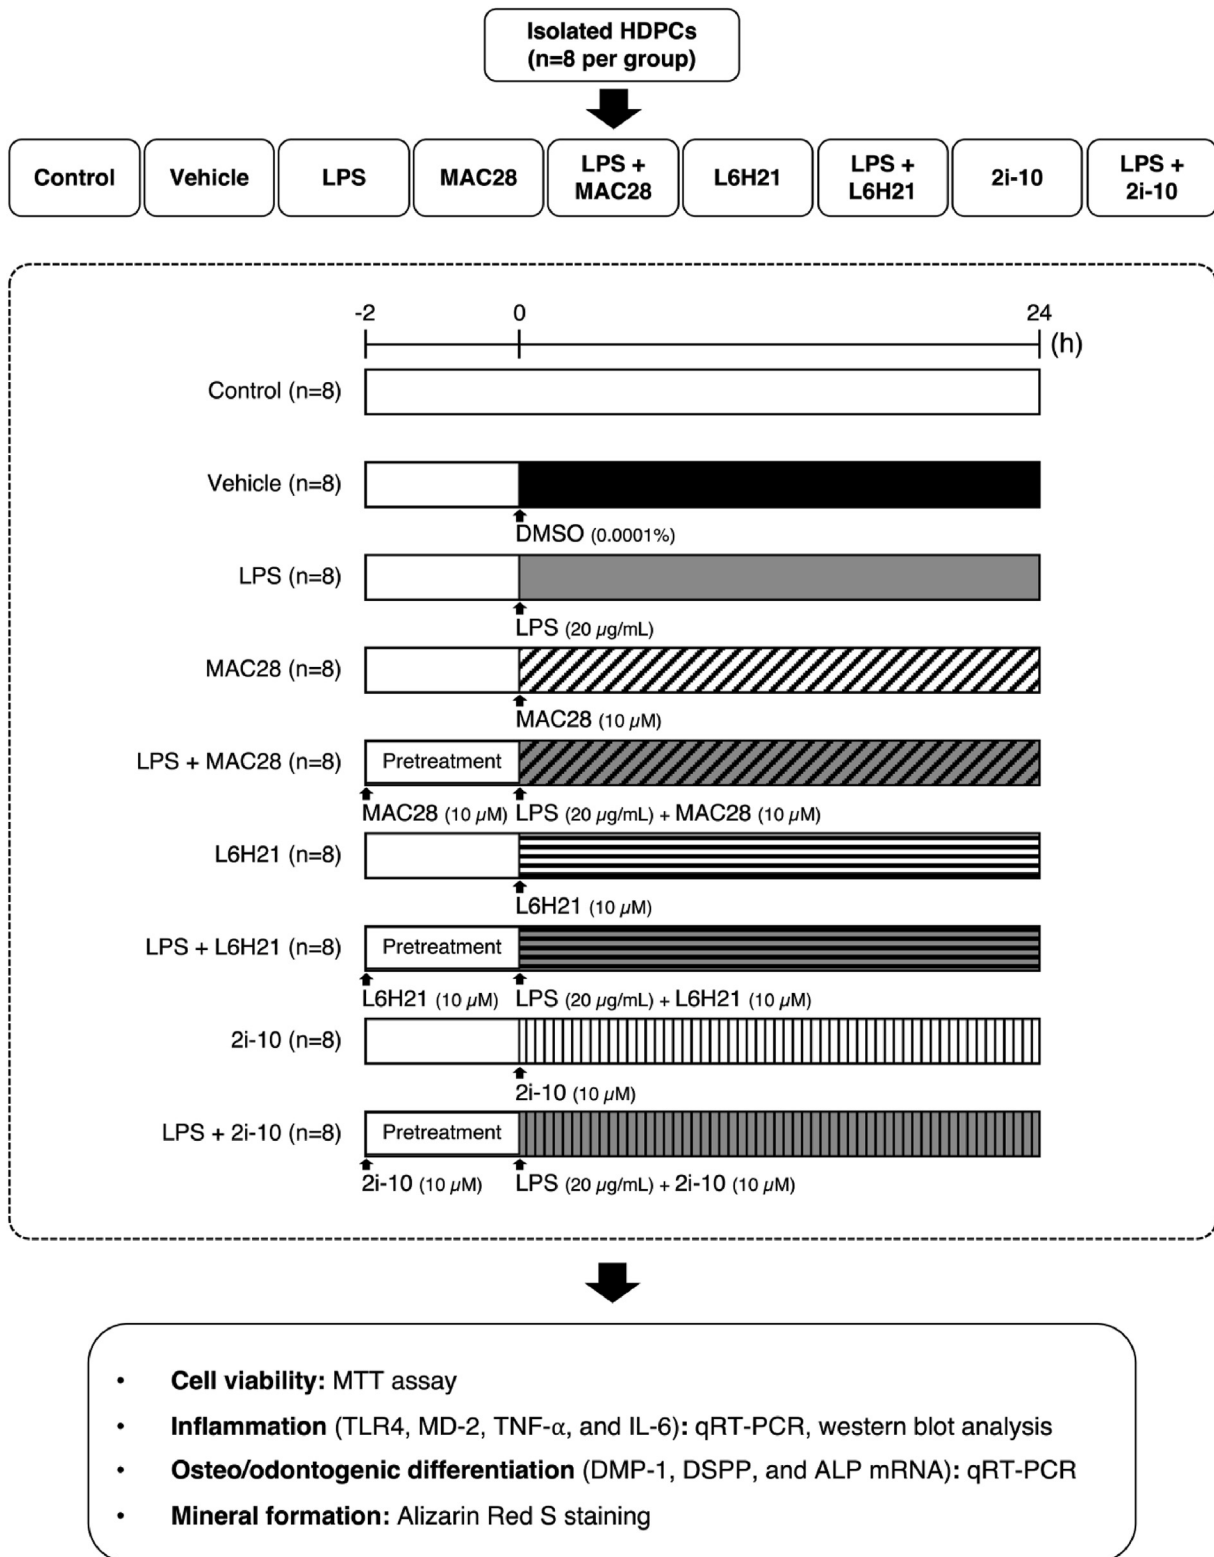 Isolated HDPCs
(n=8 per group)
Control
Vehicle
LPS
MAC28
LPS +
MAC28
L6H21
LPS +
L6H21
2i-10
LPS +
2i-10
-2 0 24
(h)
Control (n=8)
Vehicle (n=8)
DMSO (0.0001%)
LPS (n=8)
LPS (20 µg/mL)
MAC28 (n=8)
MAC28 (10 µM)
LPS + MAC28 (n=8) Pretreatment
MAC28 (10 µM) LPS (20 µg/mL) + MAC28 (10 µM)
L6H21 (n=8)
L6H21 (10 µM)
LPS + L6H21 (n=8) Pretreatment
L6H21 (10 µM) LPS (20 µg/mL) + L6H21 (10 µM)
2i-10 (n=8)
2i-10 (10 µM)
LPS + 2i-10 (n=8) Pretreatment
2i-10 (10 µM) LPS (20 µg/mL) + 2i-10 (10 µM)
• Cell viability: MTT assay
• Inflammation (TLR4, MD-2, TNF-α, and IL-6): qRT-PCR, western blot analysis
• Osteo/odontogenic differentiation (DMP-1, DSPP, and ALP mRNA): qRT-PCR
• Mineral formation: Alizarin Red S staining